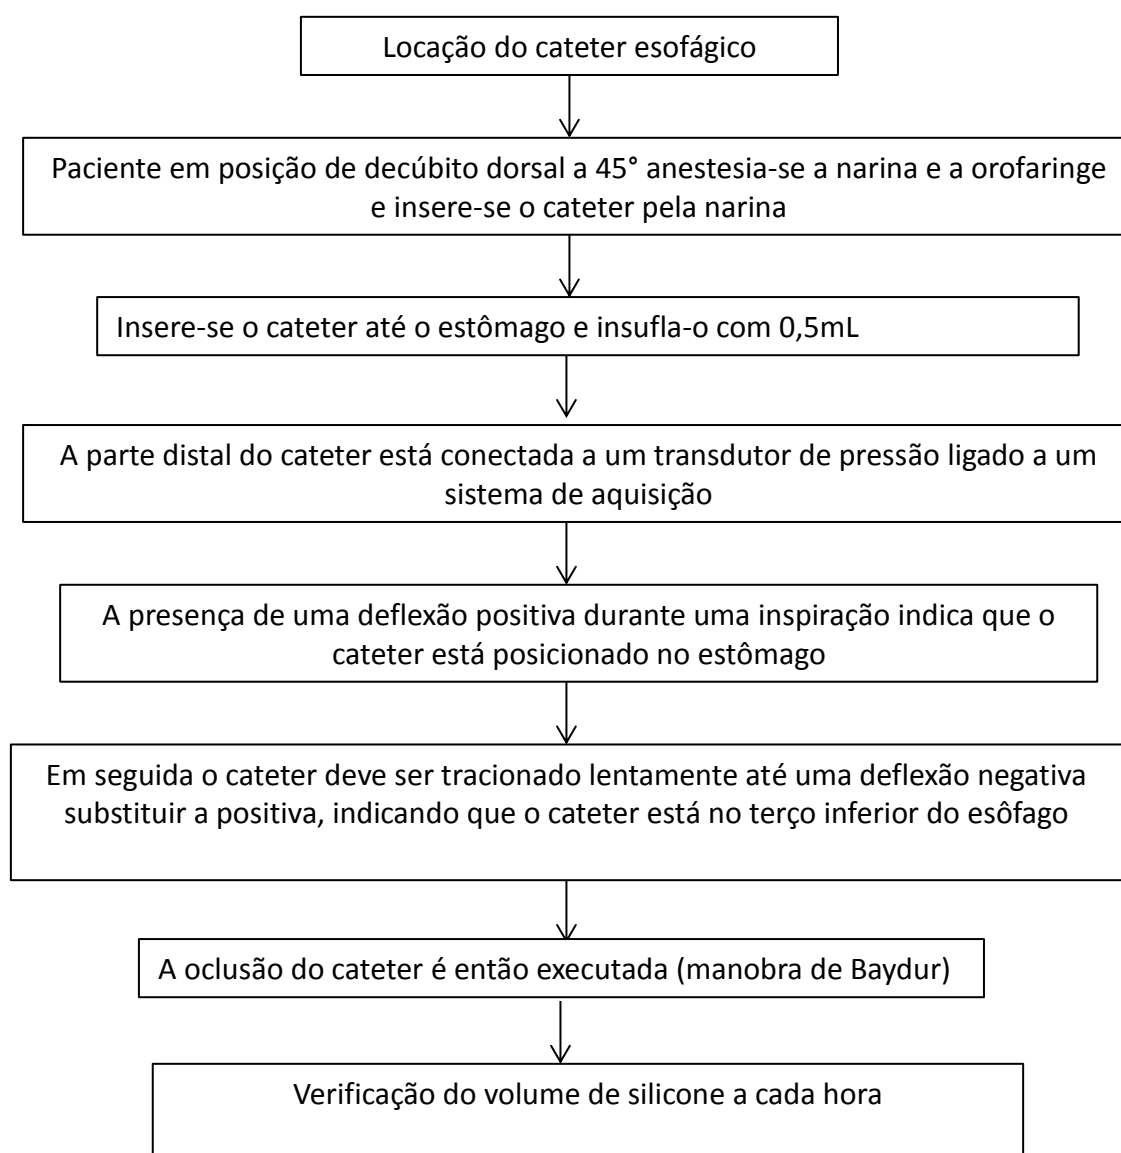 Locação do cateter esofágico
Paciente em posição de decúbito dorsal a 45° anestesia-se a narina e a orofaringe
e insere-se o cateter pela narina
Insere-se o cateter até o estômago e insufla-o com 0,5mL
A parte distal do cateter está conectada a um transdutor de pressão ligado a um
sistema de aquisição
A presença de uma deflexão positiva durante uma inspiração indica que o
cateter está posicionado no estômago
Em seguida o cateter deve ser tracionado lentamente até uma deflexão negativa
substituir a positiva, indicando que o cateter está no terço inferior do esôfago
A oclusão do cateter é então executada (manobra de Baydur)
Verificação do volume de silicone a cada hora